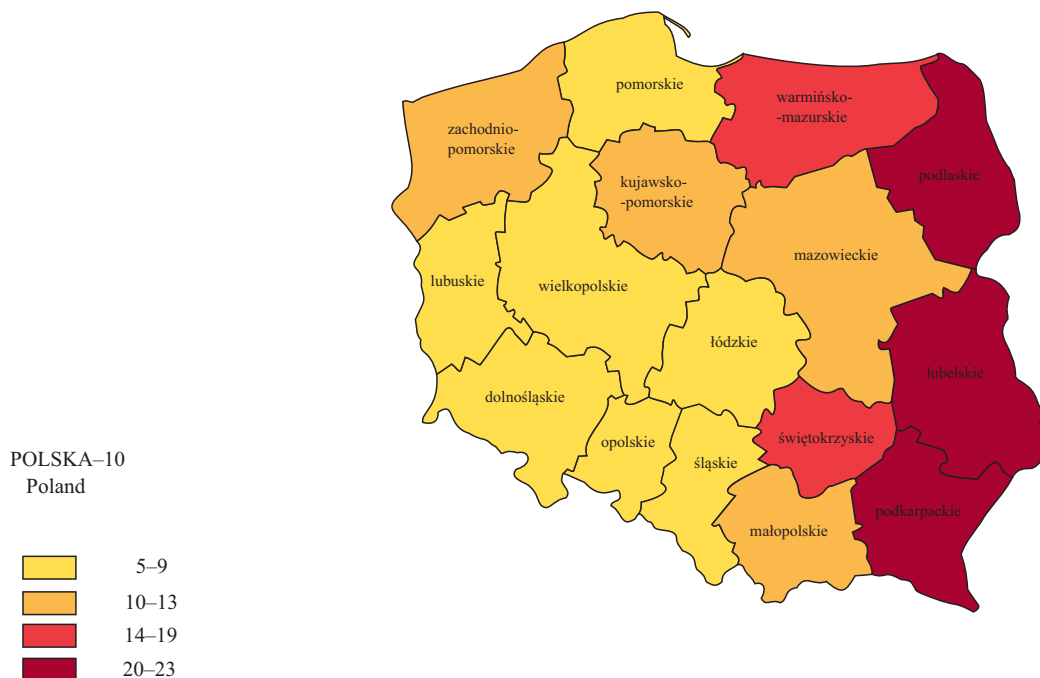 pomorskie
warmińsko-
-mazurskie
zachodnio-
pomorskie
podlaskie
kujawsko-
-pomorskie
mazowieckie
lubuskie
wielkopolskie
łódzkie
lubelskie
dolnośląskie
opolskie
świętokrzyskie
śląskie
podkarpackie
małopolskie
POLSKA–10
Poland
5–9
10–13
14–19
20–23